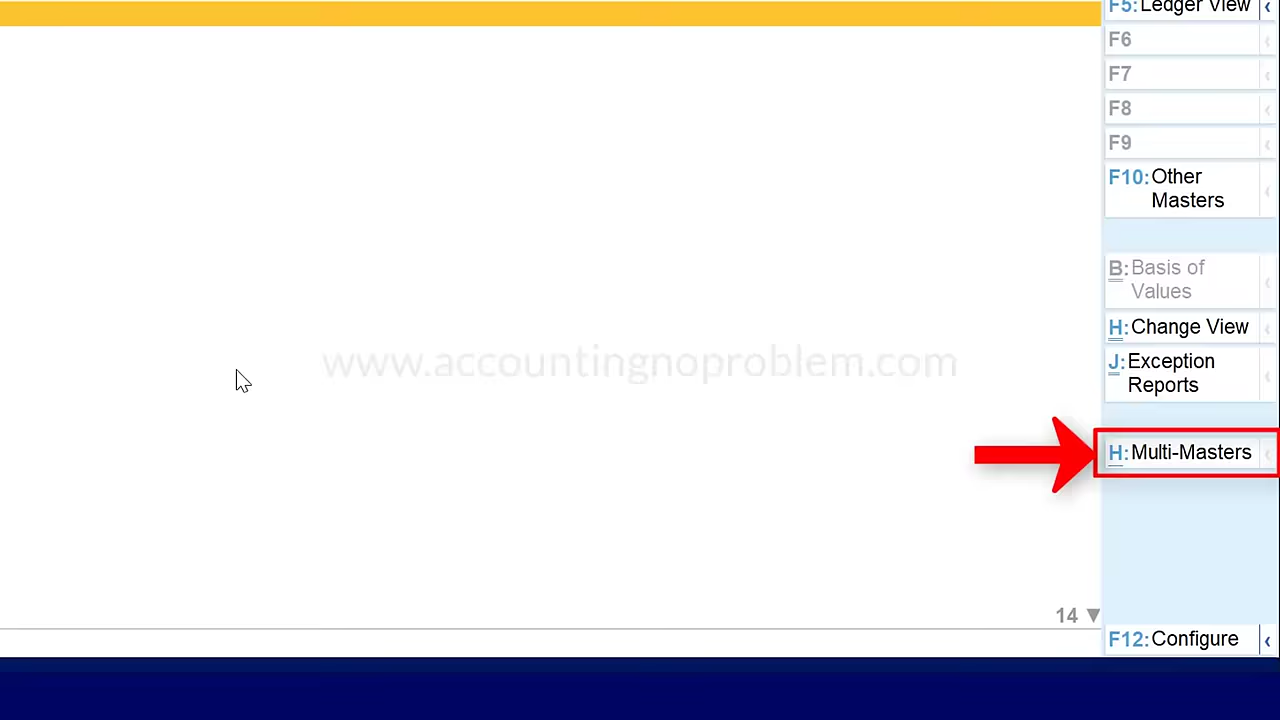 F5:Ledger View
F6
F7
F8
F9
F10:Other
Masters
B:Basis of
Values
H:Change View
www.accountingnoproblem.com
J:Exception
Reports
H:Multi-Masters
14 ▼
F12:Configure